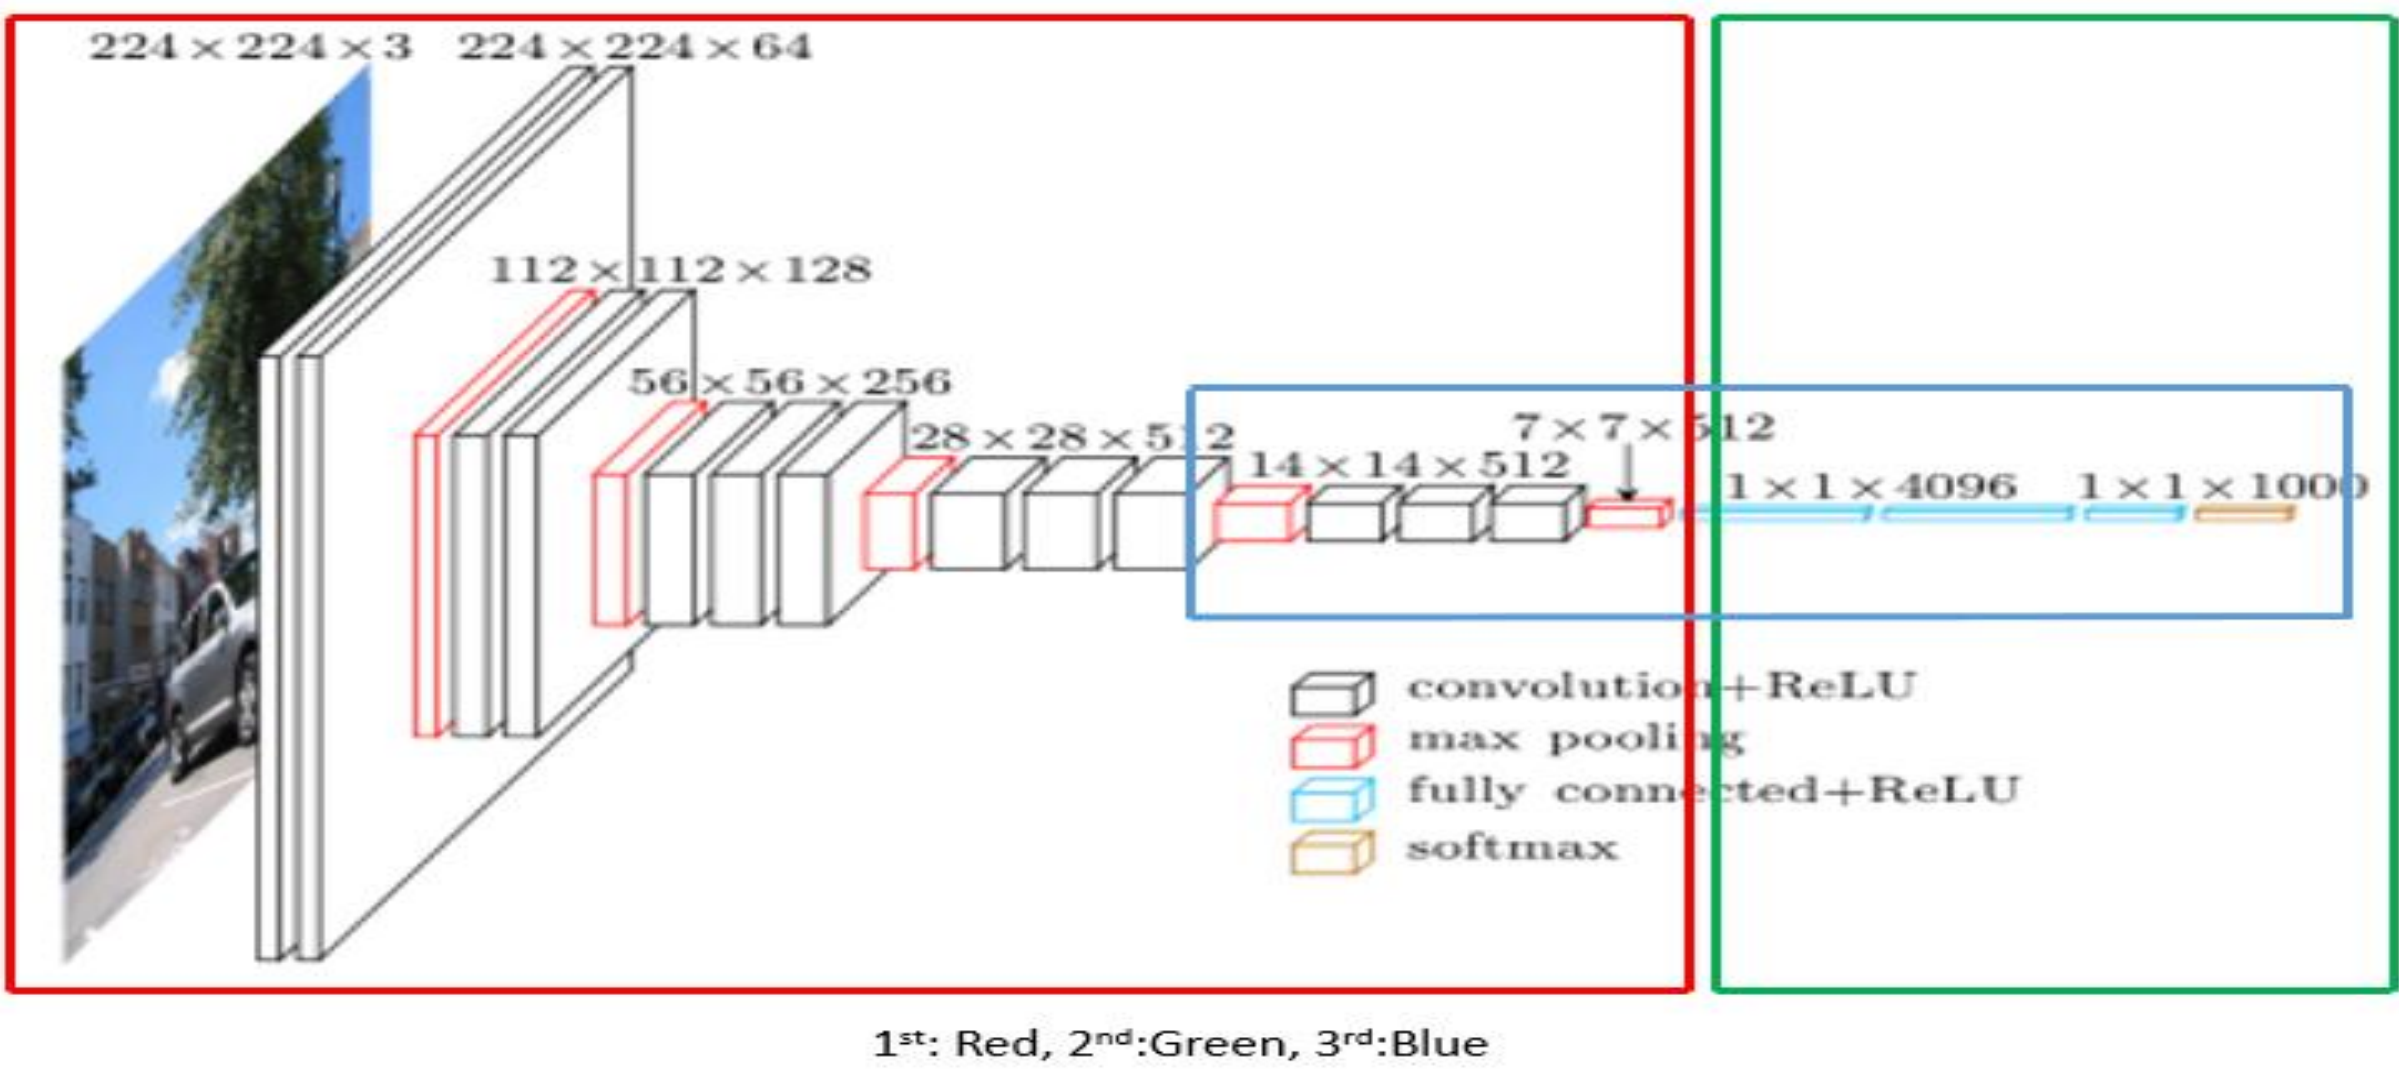 224 × 224 × 3
224 × 224 × 64
112 × 112 × 128
56 × 56 × 256
28 × 28 × 512
14 × 14 × 512
7 × 7 × 512
1 × 1 × 4096
1 × 1 × 1000
convolution+ReLU
max pooling
fully connected+ReLU
softmax
1st: Red, 2nd:Green, 3rd:Blue